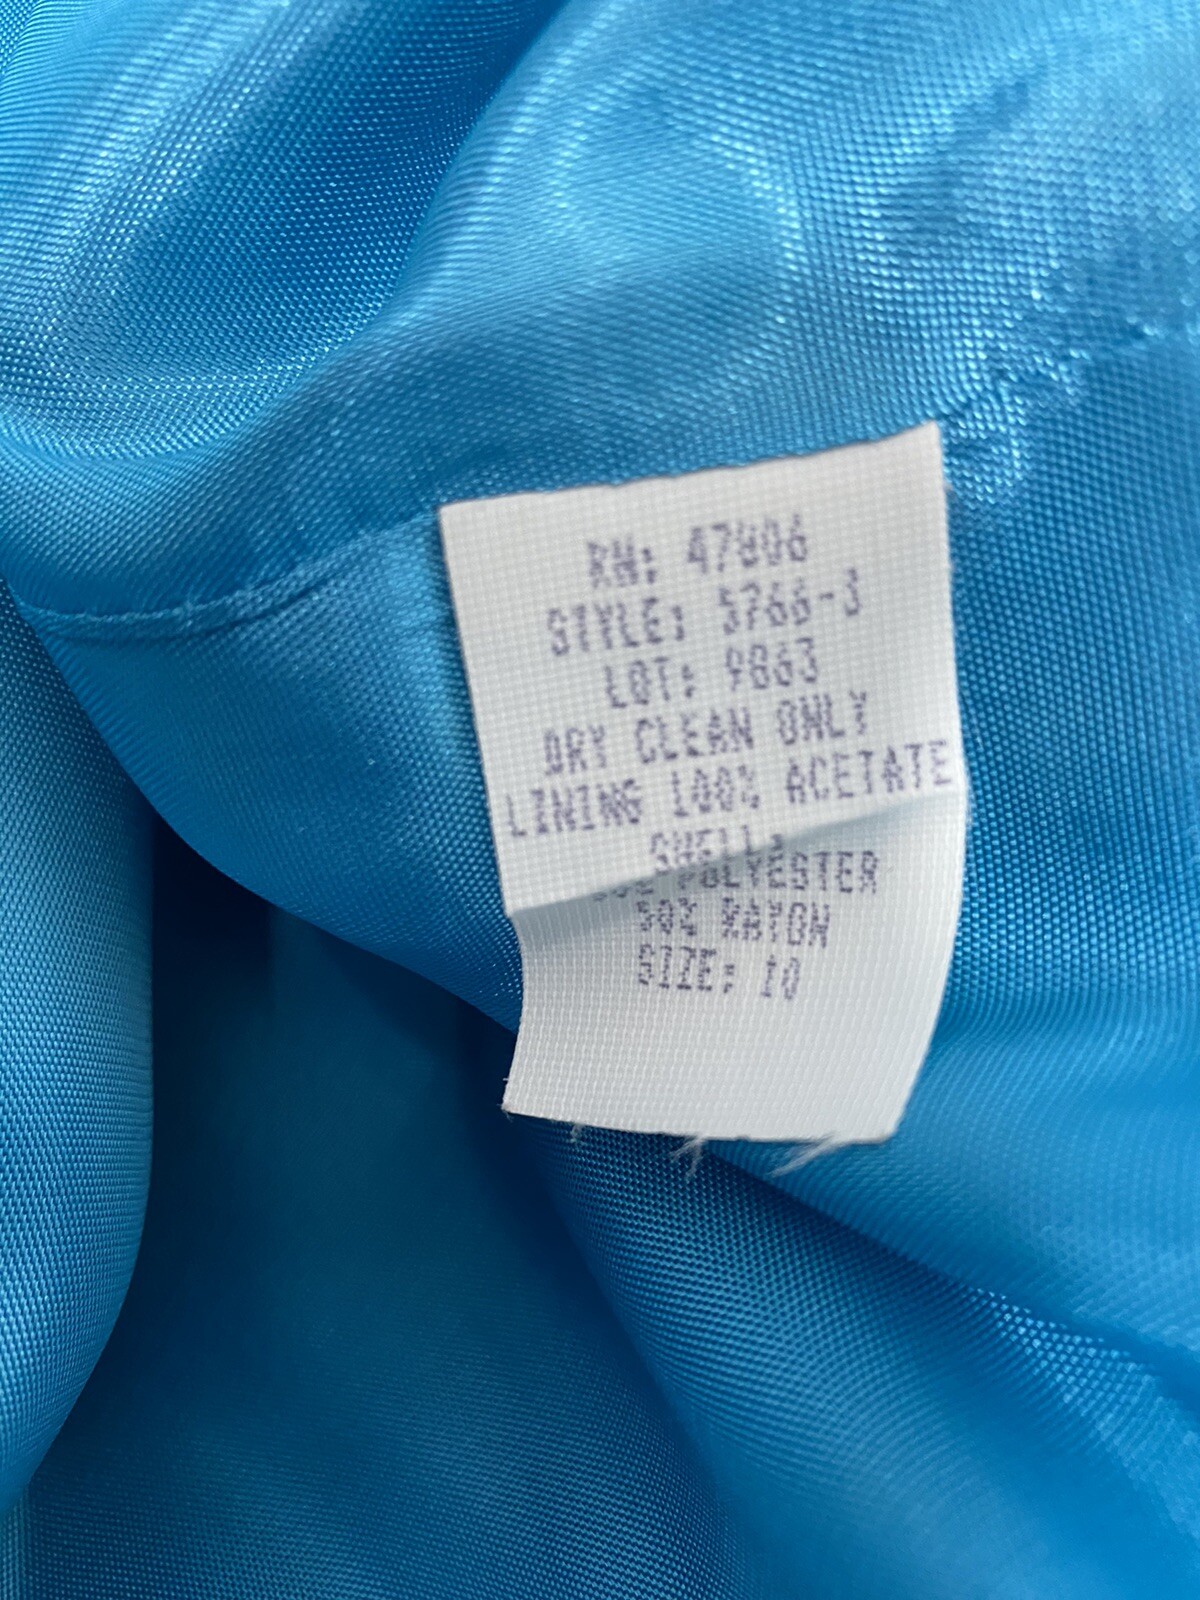 RN: 47806
STYLE: 5766-3
LOT: 9863
DRY CLEAN ONLY
LINING 100% ACETATE
SHELL:
POLYESTER
50% RAYON
SIZE: 10